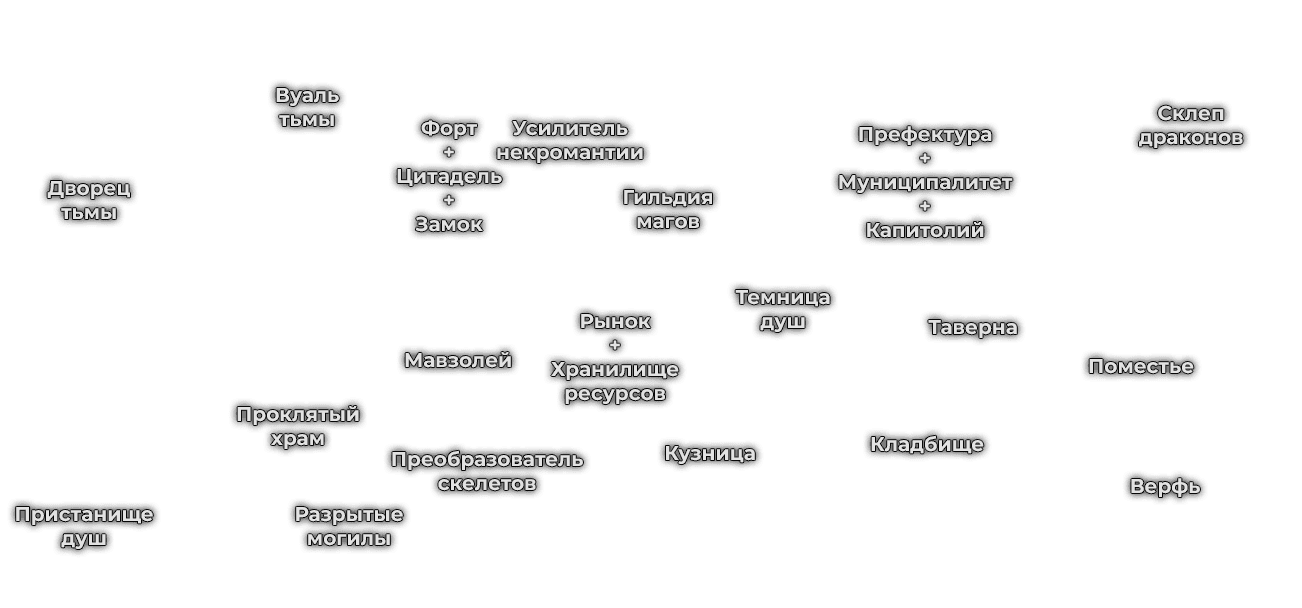 Вуаль
тьмы
Форт
+
Цитадель
+
Замок
Усилитель
некромантии
Префектура
+
Муниципалитет
+
Капитолий
Склеп
драконов
Дворец
тьмы
Гильдия
магов
Темница
душ
Таверна
Рынок
+
Хранилище
ресурсов
Мавзолей
Поместье
Проклятый
храм
Преобразователь
скелетов
Кузница
Кладбище
Верфь
Пристанище
душ
Разрытые
могилы